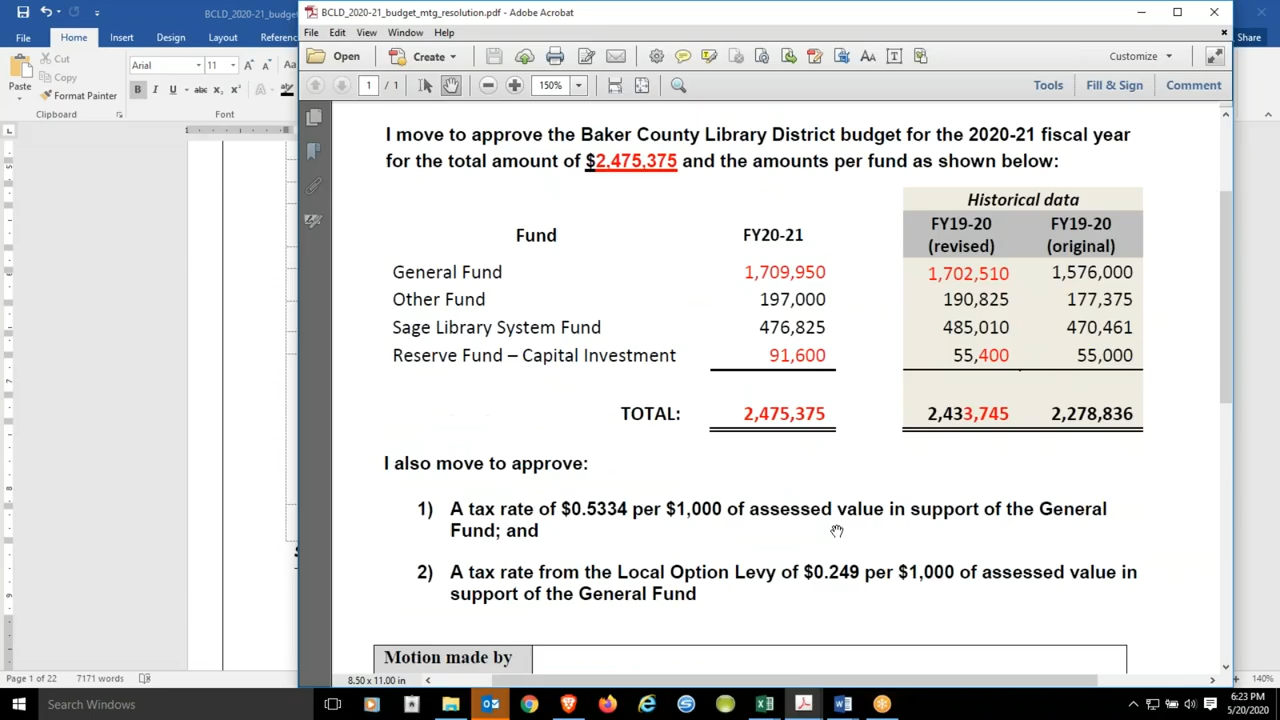 BCLD_2020-21_budget
BCLD_2020-21_budget_mtg_resolution.pdf - Adobe Acrobat
File Home Insert Design Layout Share
File Edit View Window Help
Paste
Cut
Copy
Format Painter
Clipboard
Arial 11
B I U abc x₂ x²
Font
Open Create Customize
1 / 1 150% Tools Fill & Sign Comment
I move to approve the Baker County Library District budget for the 2020-21 fiscal year
for the total amount of $2,475,375 and the amounts per fund as shown below:
Historical data
Fund FY20-21 FY19-20 (revised) FY19-20 (original)
General Fund 1,709,950 1,702,510 1,576,000
Other Fund 197,000 190,825 177,375
Sage Library System Fund 476,825 485,010 470,461
Reserve Fund – Capital Investment 91,600 55,400 55,000
TOTAL: 2,475,375 2,433,745 2,278,836
I also move to approve:
1) A tax rate of $0.5334 per $1,000 of assessed value in support of the General
Fund; and
2) A tax rate from the Local Option Levy of $0.249 per $1,000 of assessed value in
support of the General Fund
Motion made by
8.50 x 11.00 in
Page 1 of 22 7171 words 140%
Search Windows
6:23 PM
5/20/2020